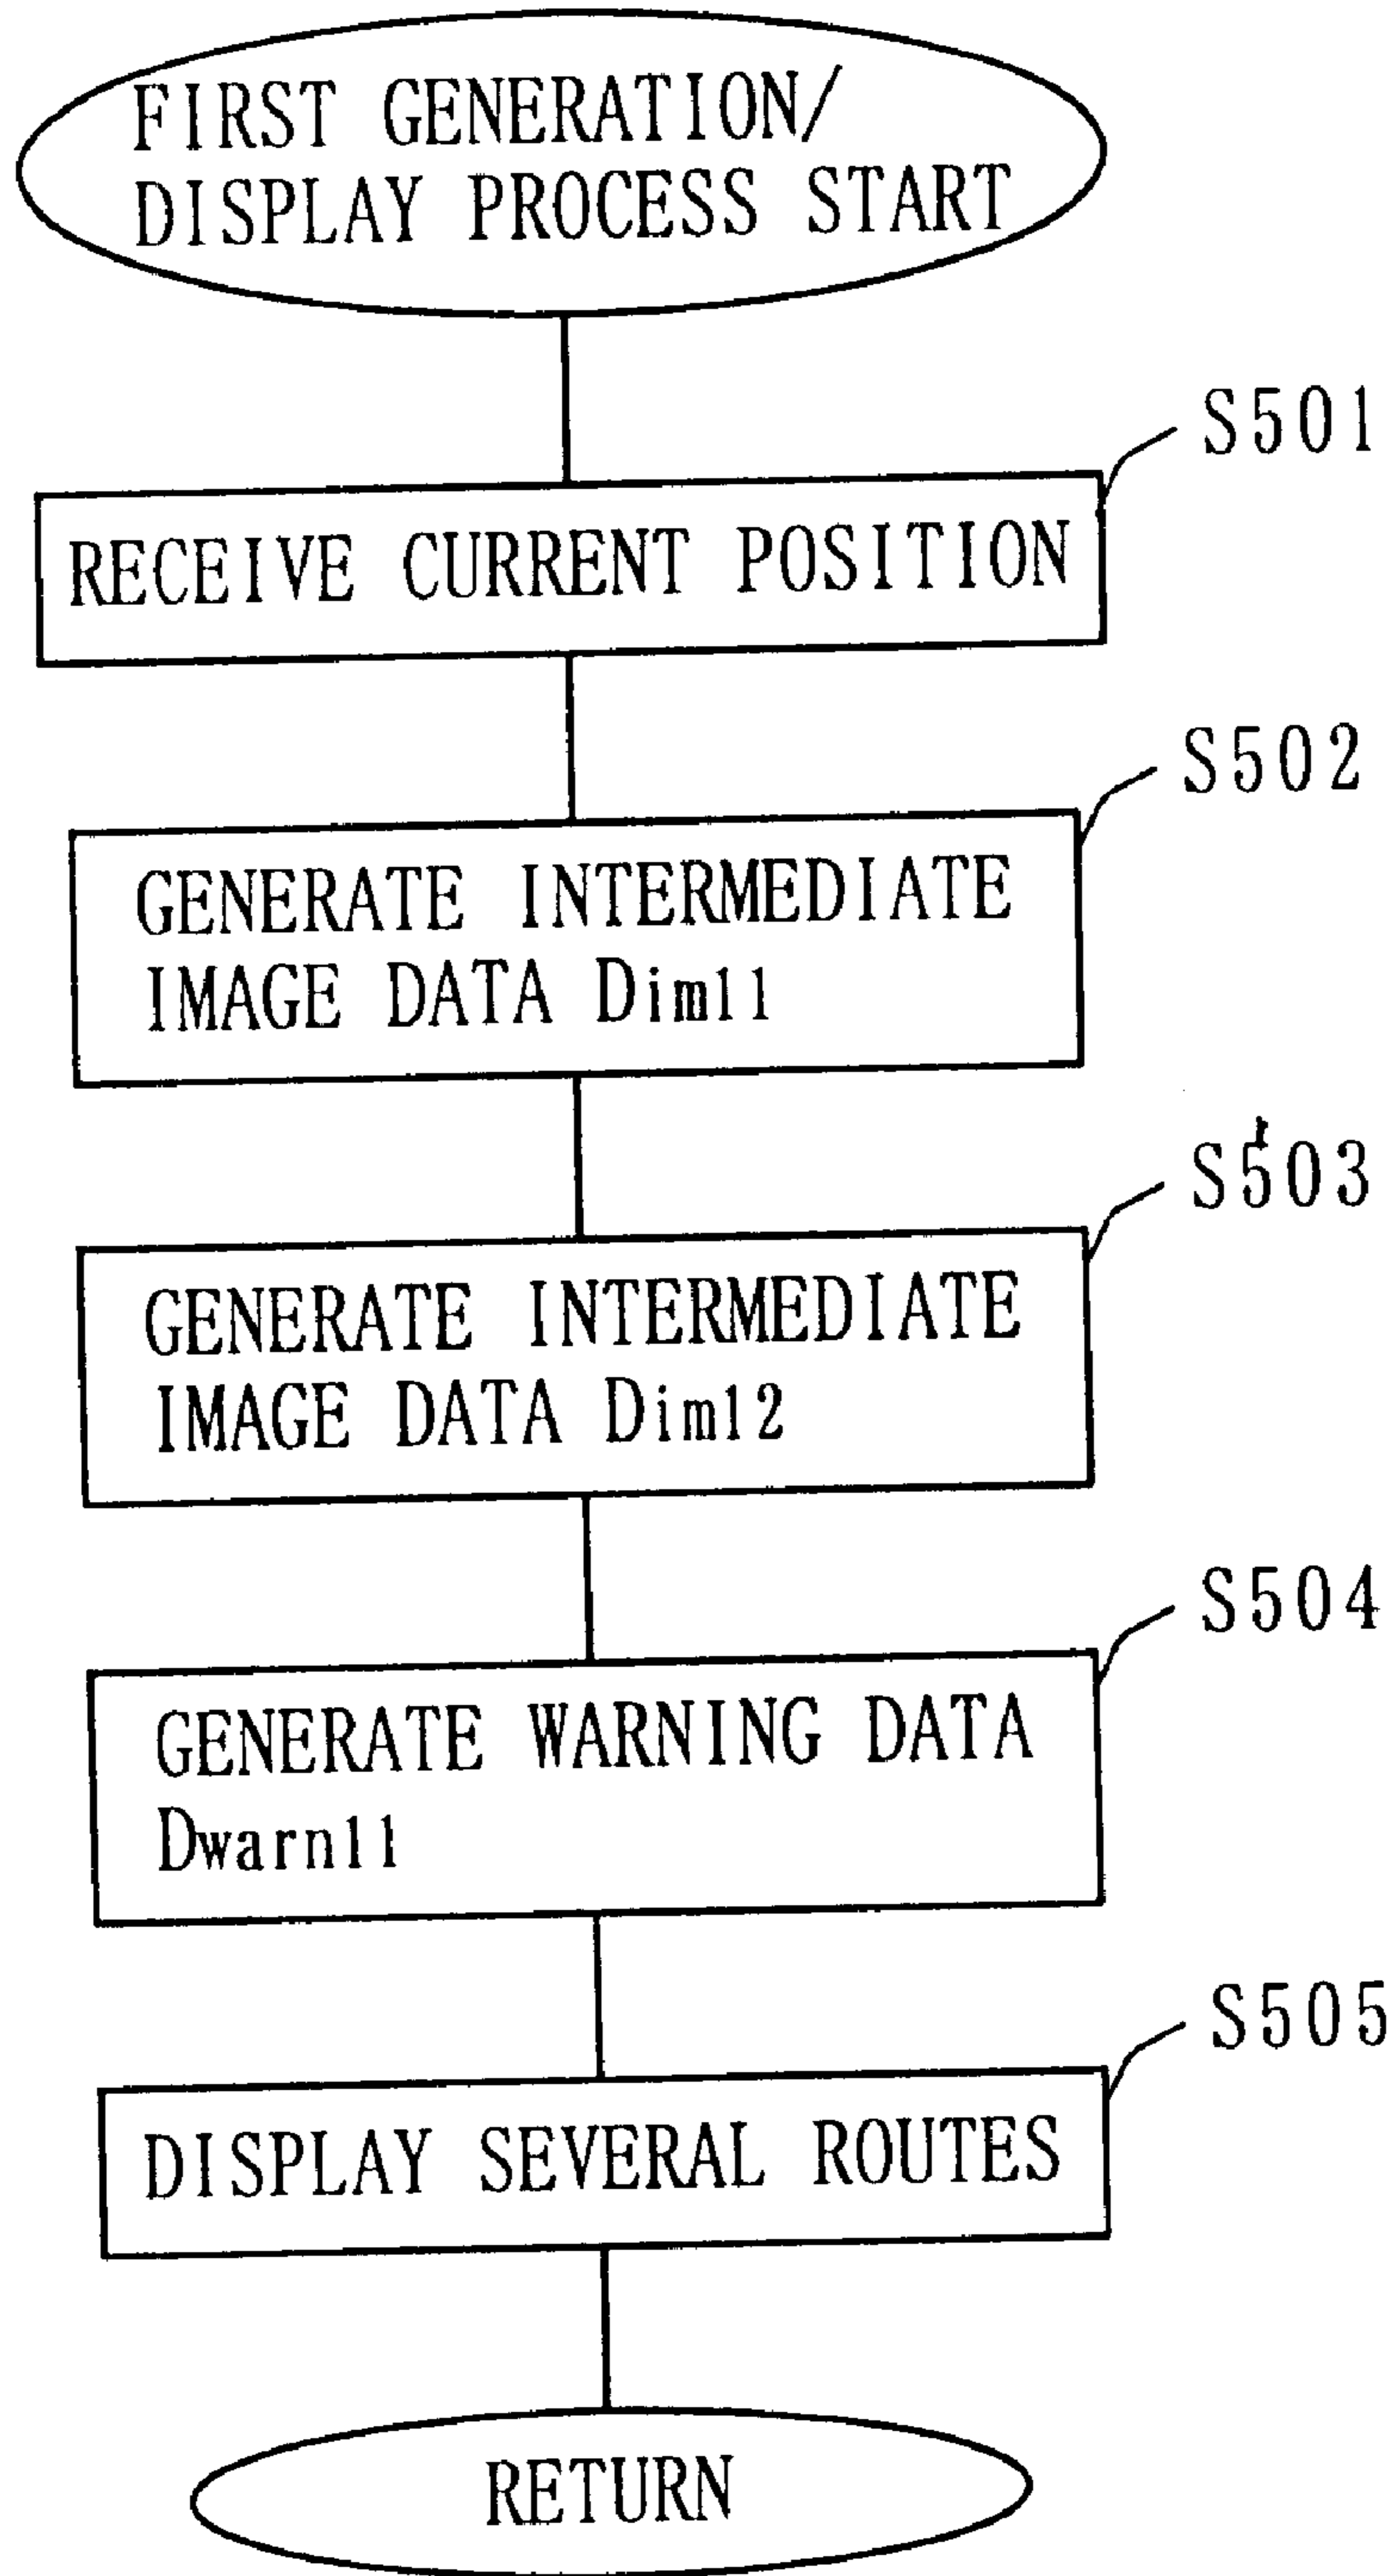 FIRST GENERATION/
DISPLAY PROCESS START
S501
RECEIVE CURRENT POSITION
S502
GENERATE INTERMEDIATE
IMAGE DATA Dim11
S503
GENERATE INTERMEDIATE
IMAGE DATA Dim12
S504
GENERATE WARNING DATA
Dwarn11
S505
DISPLAY SEVERAL ROUTES
RETURN